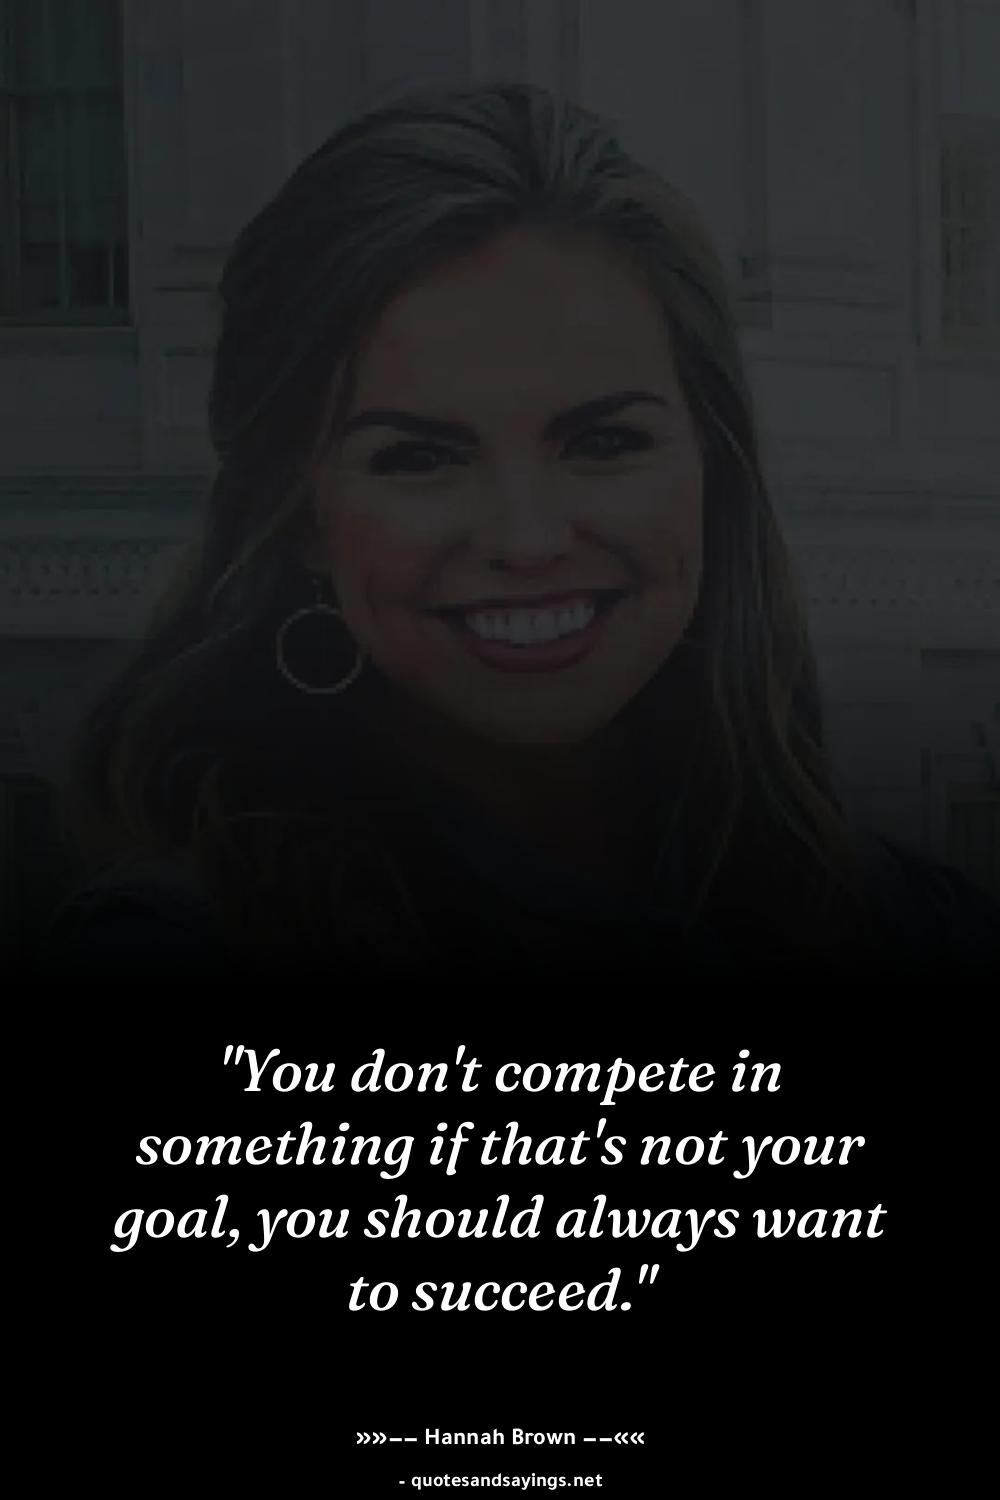 "You don't compete in
something if that's not your
goal, you should always want
to succeed."
»»−− Hannah Brown −−««
- quotesandsayings.net